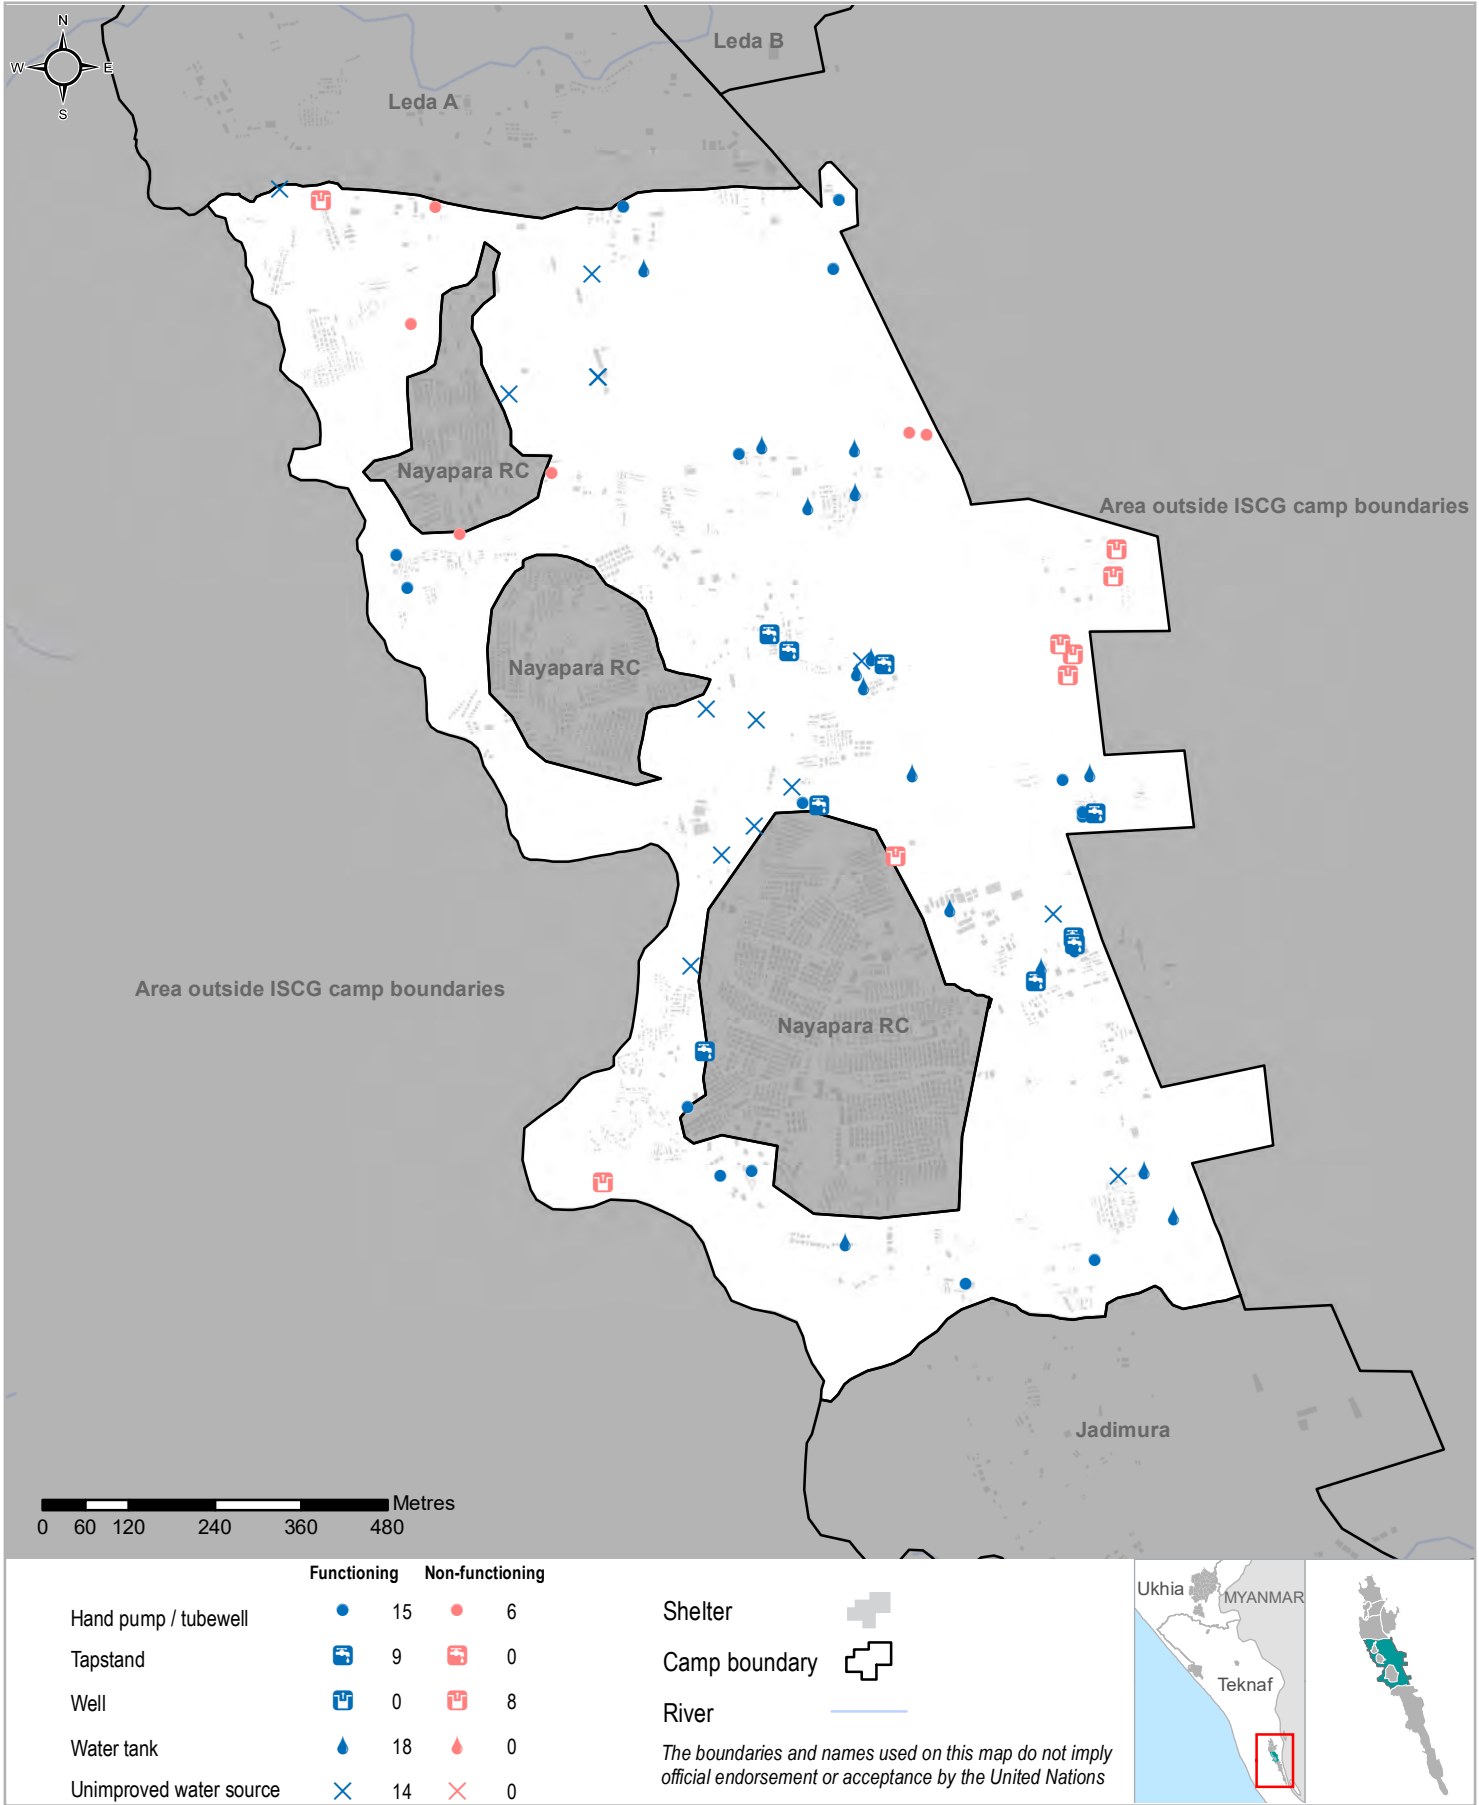 N
W E
S
Leda B
Leda A
Nayapara RC
Area outside ISCG camp boundaries
Nayapara RC
Area outside ISCG camp boundaries
Nayapara RC
Jadimura
Metres
0 60 120 240 360 480
Functioning Non-functioning
Hand pump / tubewell 15 6
Tapstand 9 0
Well 0 8
Water tank 18 0
Unimproved water source 14 0
Shelter
Camp boundary
River
The boundaries and names used on this map do not imply
official endorsement or acceptance by the United Nations
Ukhia
MYANMAR
Teknaf